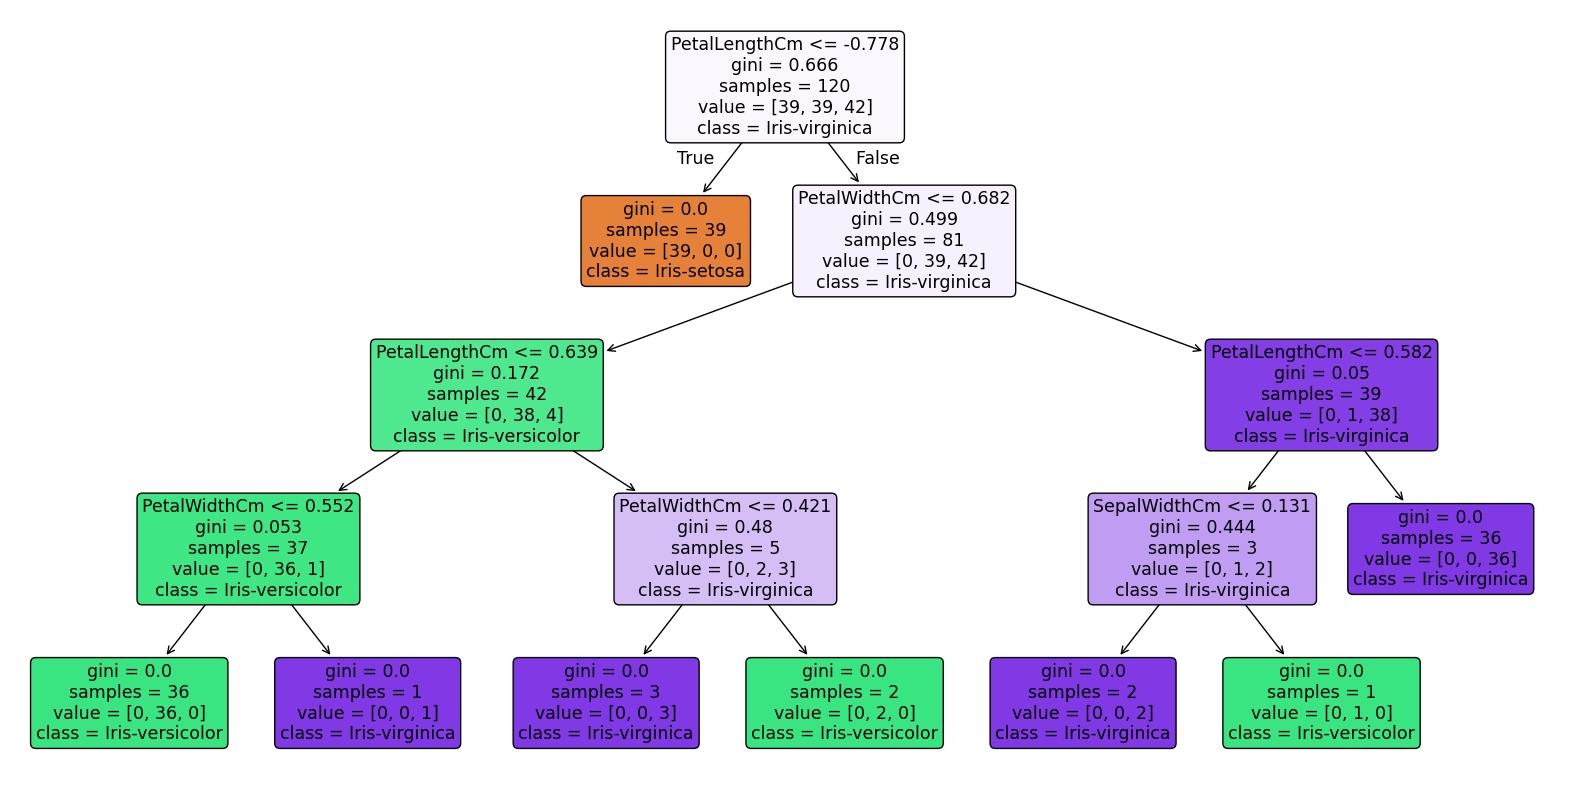 PetalLengthCm <= -0.778
gini = 0.666
samples = 120
value = [39, 39, 42]
class = Iris-virginica
True
False
gini = 0.0
samples = 39
value = [39, 0, 0]
class = Iris-setosa
PetalWidthCm <= 0.682
gini = 0.499
samples = 81
value = [0, 39, 42]
class = Iris-virginica
PetalLengthCm <= 0.639
gini = 0.172
samples = 42
value = [0, 38, 4]
class = Iris-versicolor
PetalLengthCm <= 0.582
gini = 0.05
samples = 39
value = [0, 1, 38]
class = Iris-virginica
PetalWidthCm <= 0.552
gini = 0.053
samples = 37
value = [0, 36, 1]
class = Iris-versicolor
PetalWidthCm <= 0.421
gini = 0.48
samples = 5
value = [0, 2, 3]
class = Iris-virginica
SepalWidthCm <= 0.131
gini = 0.444
samples = 3
value = [0, 1, 2]
class = Iris-virginica
gini = 0.0
samples = 36
value = [0, 0, 36]
class = Iris-virginica
gini = 0.0
samples = 36
value = [0, 36, 0]
class = Iris-versicolor
gini = 0.0
samples = 1
value = [0, 0, 1]
class = Iris-virginica
gini = 0.0
samples = 3
value = [0, 0, 3]
class = Iris-virginica
gini = 0.0
samples = 2
value = [0, 2, 0]
class = Iris-versicolor
gini = 0.0
samples = 2
value = [0, 0, 2]
class = Iris-virginica
gini = 0.0
samples = 1
value = [0, 1, 0]
class = Iris-versicolor